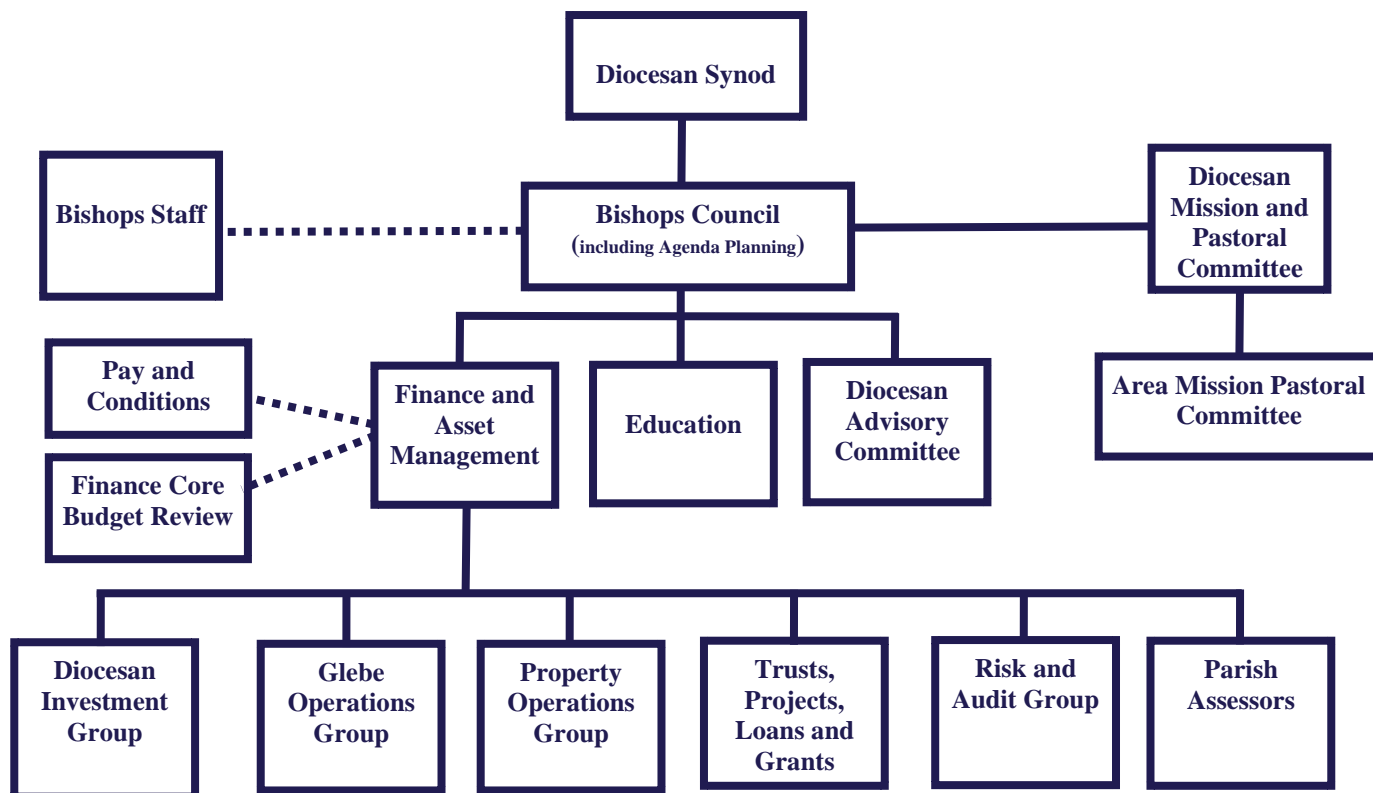 Diocesan Synod
Bishops Staff
Bishops Council
(including Agenda Planning)
Diocesan
Mission and
Pastoral
Committee
Pay and
Conditions
Finance and
Asset
Management
Education
Diocesan
Advisory
Committee
Area Mission Pastoral
Committee
Finance Core
Budget Review
Diocesan
Investment
Group
Glebe
Operations
Group
Property
Operations
Group
Trusts,
Projects,
Loans and
Grants
Risk and
Audit Group
Parish
Assessors